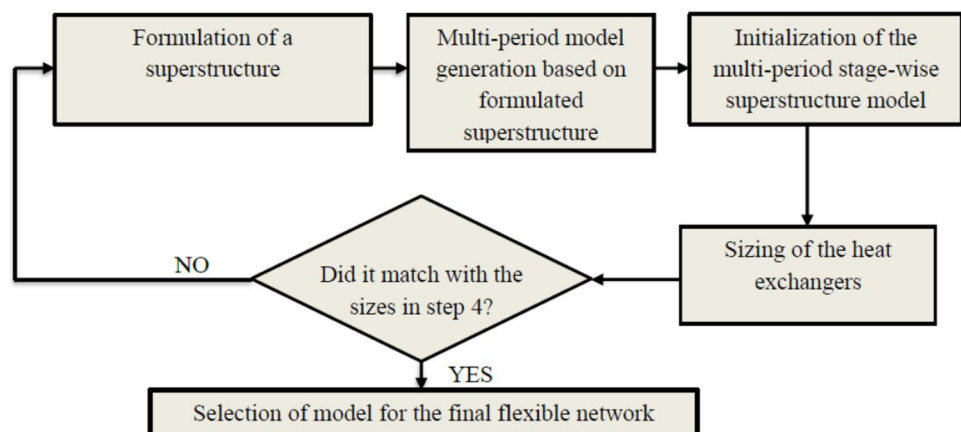 Formulation of a
superstructure
Multi-period model
generation based on
formulated
superstructure
Initialization of the
multi-period stage-wise
superstructure model
Sizing of the heat
exchangers
Did it match with the
sizes in step 4?
NO
YES
Selection of model for the final flexible network